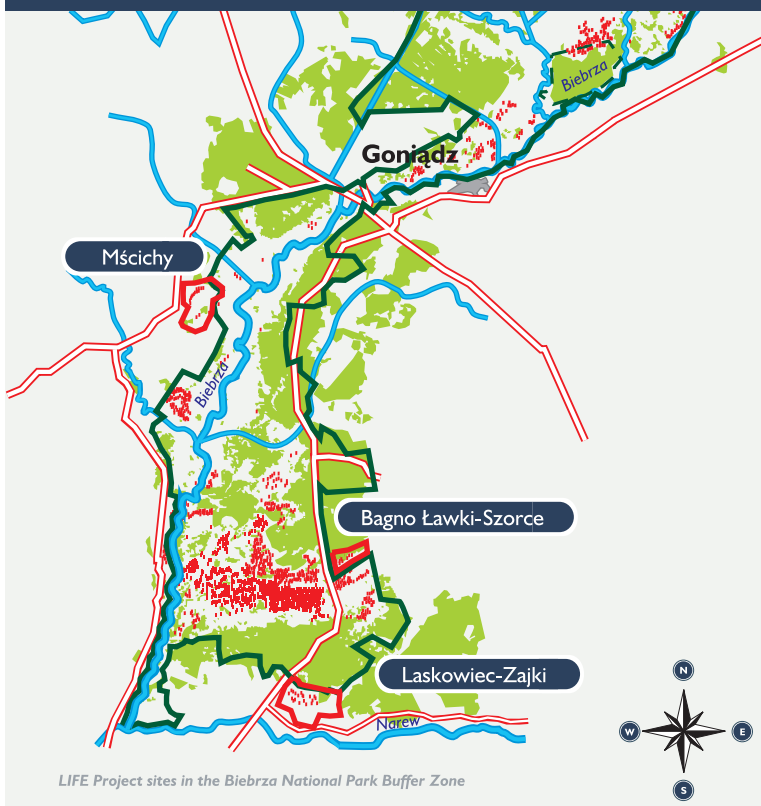 Biebrza
Goniądz
Mścichy
Biebrza
Bagno Ławki-Szorce
Laskowiec-Zajki
Narew
N
W
E
S
LIFE Project sites in the Biebrza National Park Buffer Zone